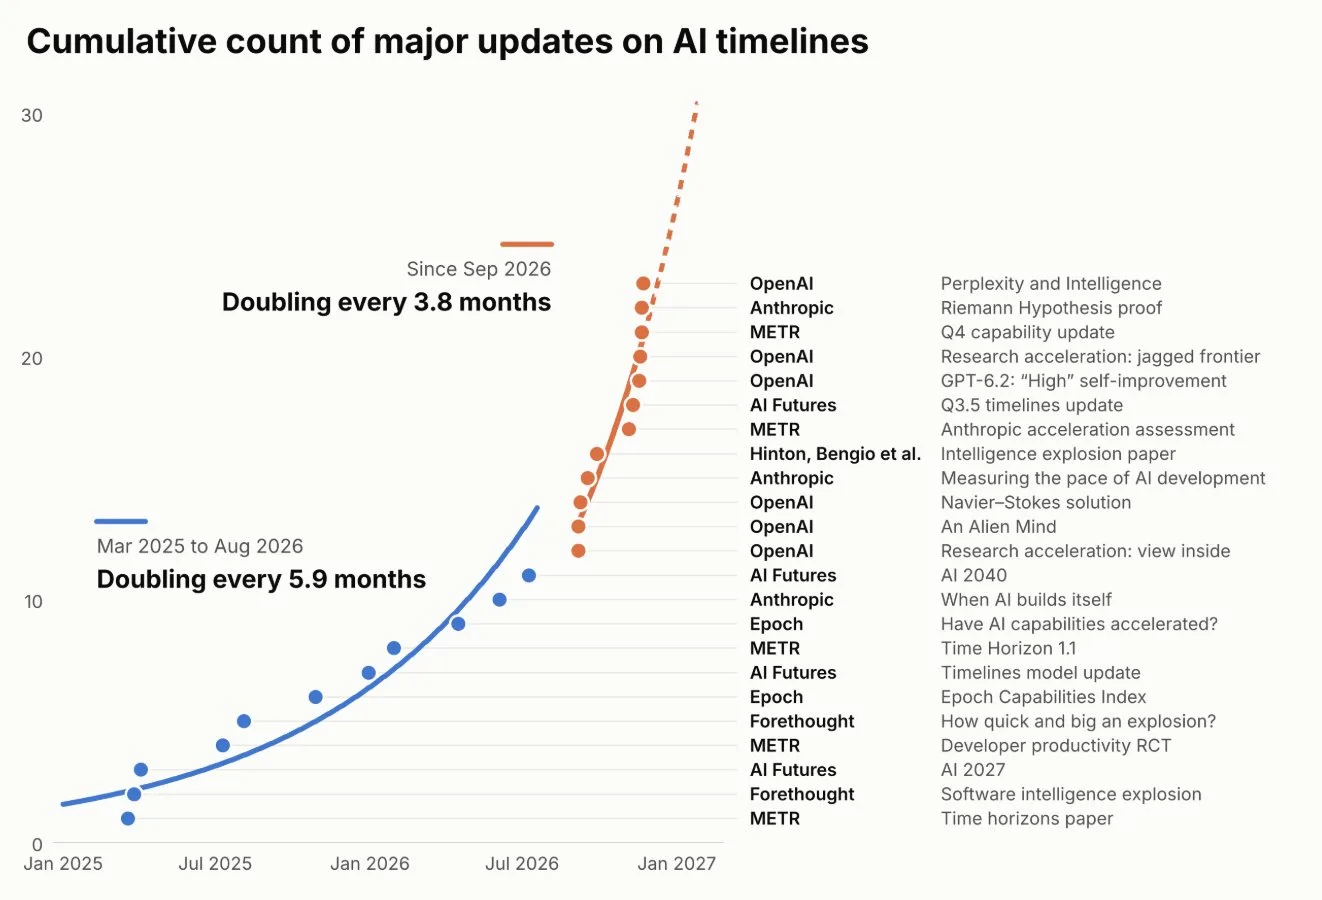 Cumulative count of major updates on AI timelines
30
Since Sep 2026
Doubling every 3.8 months
OpenAI Perplexity and Intelligence
Anthropic Riemann Hypothesis proof
METR Q4 capability update
20
OpenAI Research acceleration: jagged frontier
OpenAI GPT-6.2: “High” self-improvement
AI Futures Q3.5 timelines update
METR Anthropic acceleration assessment
Hinton, Bengio et al. Intelligence explosion paper
Anthropic Measuring the pace of AI development
OpenAI Navier–Stokes solution
Mar 2025 to Aug 2026
Doubling every 5.9 months
OpenAI An Alien Mind
OpenAI Research acceleration: view inside
AI Futures AI 2040
10
Anthropic When AI builds itself
Epoch Have AI capabilities accelerated?
METR Time Horizon 1.1
AI Futures Timelines model update
Epoch Epoch Capabilities Index
Forethought How quick and big an explosion?
METR Developer productivity RCT
AI Futures AI 2027
Forethought Software intelligence explosion
METR Time horizons paper
0
Jan 2025 Jul 2025 Jan 2026 Jul 2026 Jan 2027